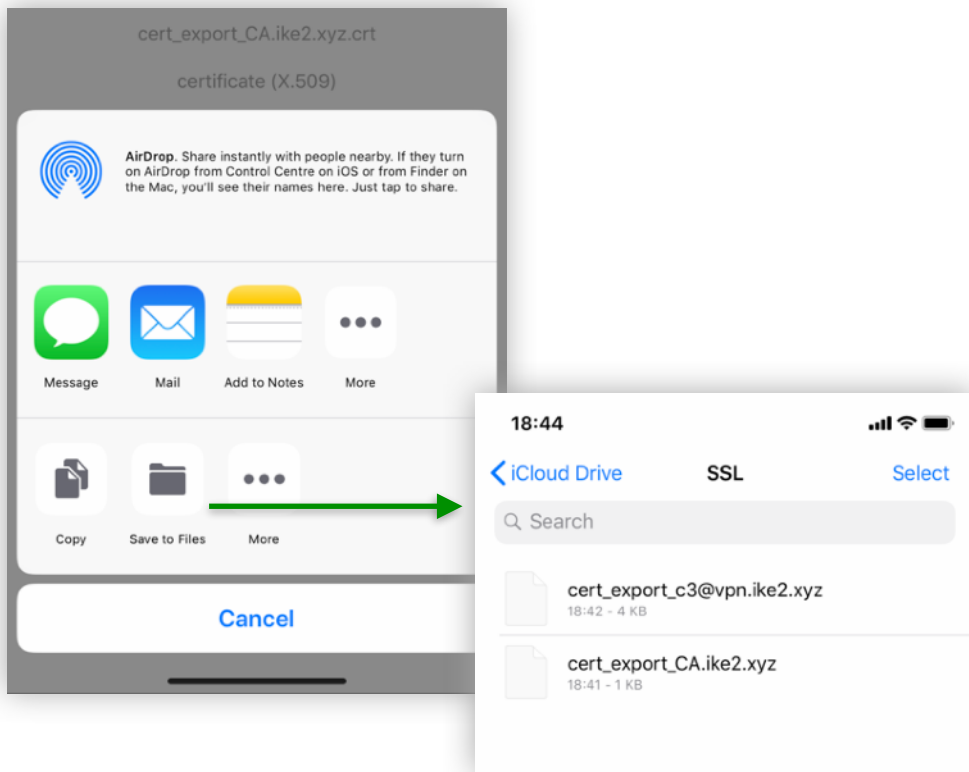 cert_export_CA.ike2.xyz.crt
certificate (X.509)
AirDrop. Share instantly with people nearby. If they turn
on AirDrop from Control Centre on iOS or from Finder on
the Mac, you'll see their names here. Just tap to share.
Message
Mail
Add to Notes
More
Copy
Save to Files
More
Cancel
18:44
iCloud Drive
SSL
Select
Search
cert_export_c3@vpn.ike2.xyz
18:42 - 4 KB
cert_export_CA.ike2.xyz
18:41 - 1 KB